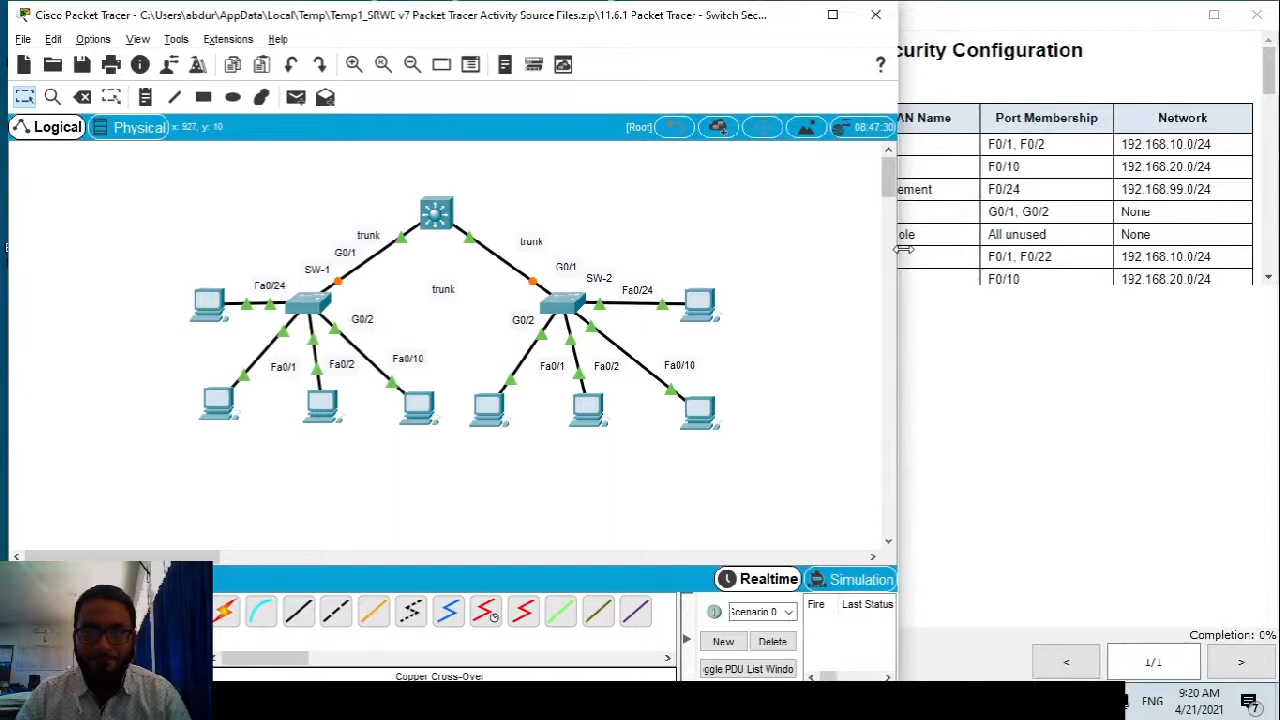 Cisco Packet Tracer - C:\Users\abdur\AppData\Local\Temp\Temp1_SRWE v7 Packet Tracer Activity Source Files.zip\11.6.1 Packet Tracer - Switch Sec...
File Edit Options View Tools Extensions Help
curity Configuration
?
Logical
Physical
x: 927, y: 10
[Root]
08:47:30
AN Name Port Membership Network
F0/1, F0/2 192.168.10.0/24
F0/10 192.168.20.0/24
ement F0/24 192.168.99.0/24
G0/1, G0/2 None
ole All unused None
F0/1, F0/22 192.168.10.0/24
F0/10 192.168.20.0/24
trunk
trunk
G0/1
G0/1
SW-1
SW-2
Fa0/24
trunk
Fa0/24
G0/2
G0/2
Fa0/1
Fa0/2
Fa0/10
Fa0/1
Fa0/2
Fa0/10
Realtime
Simulation
Scenario 0
Fire Last Status
New
Delete
oggle PDU List Windo
Copper Cross-Over
Completion: 0%
<
1/1
>
ENG
9:20 AM
4/21/2021
7